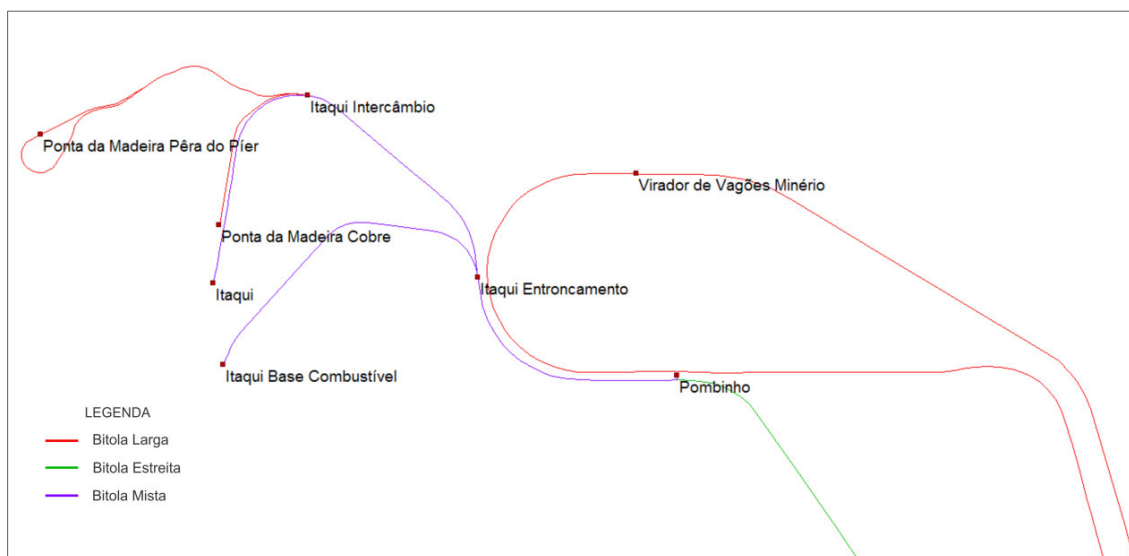 Itaqui Intercâmbio
Ponta da Madeira Pêra do Píer
Virador de Vagões Minério
Ponta da Madeira Cobre
Itaqui
Itaqui Entroncamento
Itaqui Base Combustível
Pombinho
LEGENDA
Bitola Larga
Bitola Estreita
Bitola Mista